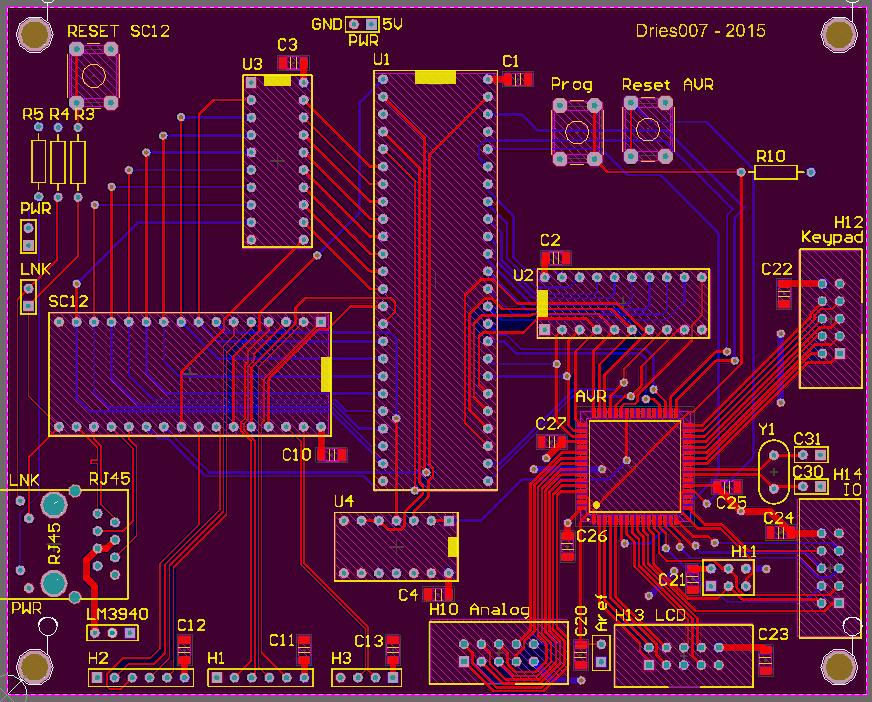 RESET SC12
GND 5V
PWR
Dries007 - 2015
C3
U3
U1
C1
Prog
Reset AVR
R5 R4 R3
R10
PWR
H12
Keypad
C2
U2
C22
LNK
SC12
AVR
C27
Y1
C31
C10
C30
H14
IO
LNK
RJ45
C25
U4
RJ45
C24
C26
H11
C21
PWR
C4
LM3940
H10 Analog
C20
Aref
H13 LCD
C12
C11
C13
C23
H2
H1
H3